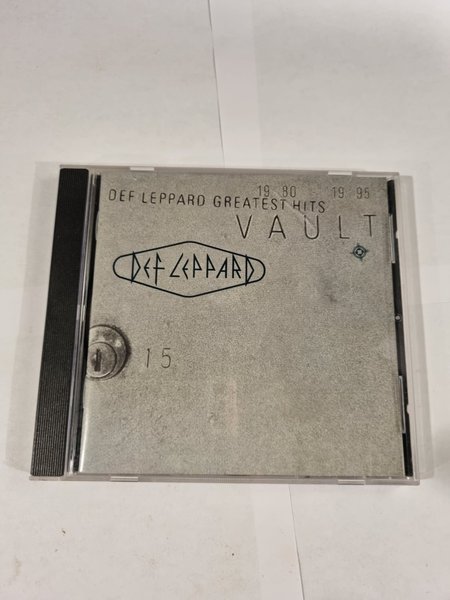 19 80 19 95
DEF LEPPARD GREATEST HITS
VAULT
DEF LEPPARD
15